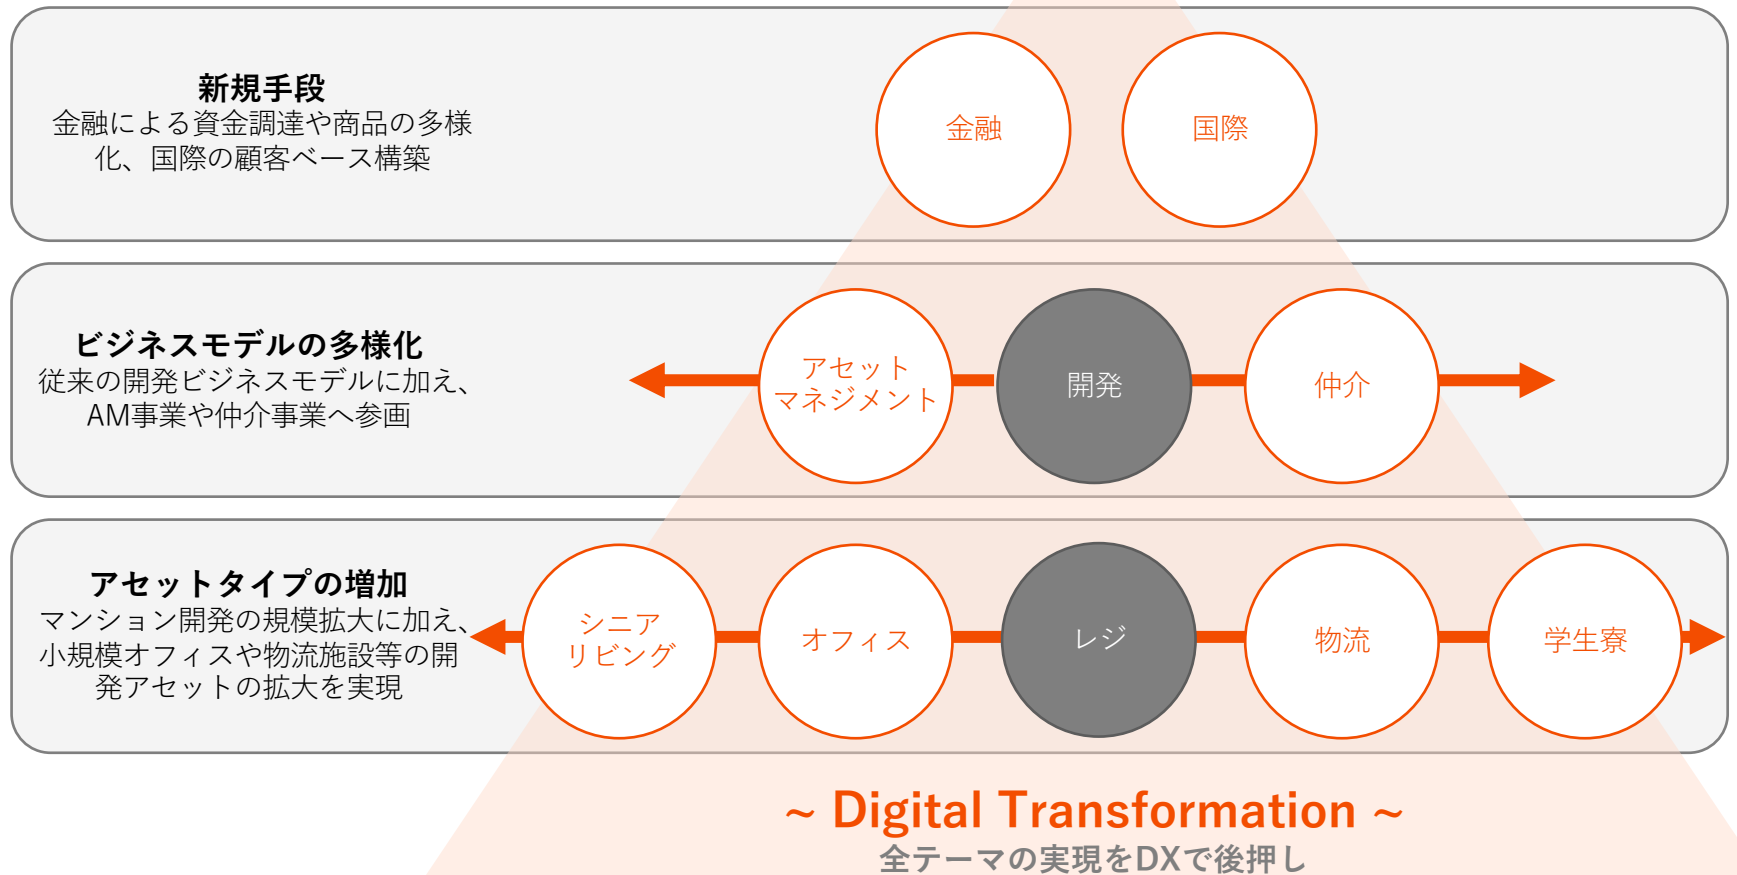 新規手段
金融による資金調達や商品の多様
化、国際の顧客ベース構築
金融
国際
ビジネスモデルの多様化
従来の開発ビジネスモデルに加え、
AM事業や仲介事業へ参画
アセット
マネジメント
開発
仲介
アセットタイプの増加
マンション開発の規模拡大に加え、
小規模オフィスや物流施設等の開
発アセットの拡大を実現
シニア
リビング
オフィス
レジ
物流
学生寮
~ Digital Transformation ~
全テーマの実現をDXで後押し